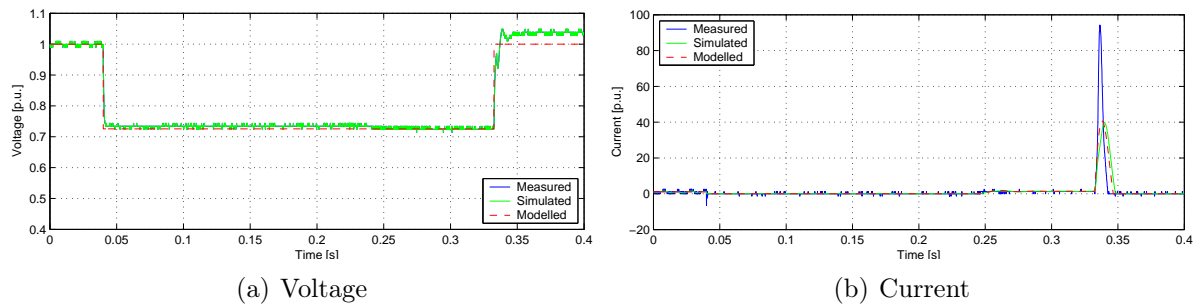 1.1
1
0.9
0.8
0.7
0.6
0.5
0.4
Voltage [p.u.]
Measured
Simulated
Modelled
0 0.05 0.1 0.15 0.2 0.25 0.3 0.35 0.4
Time [s]
(a) Voltage
100
80
60
40
20
0
−20
Current [p.u.]
Measured
Simulated
Modelled
0 0.05 0.1 0.15 0.2 0.25 0.3 0.35 0.4
Time [s]
(b) Current